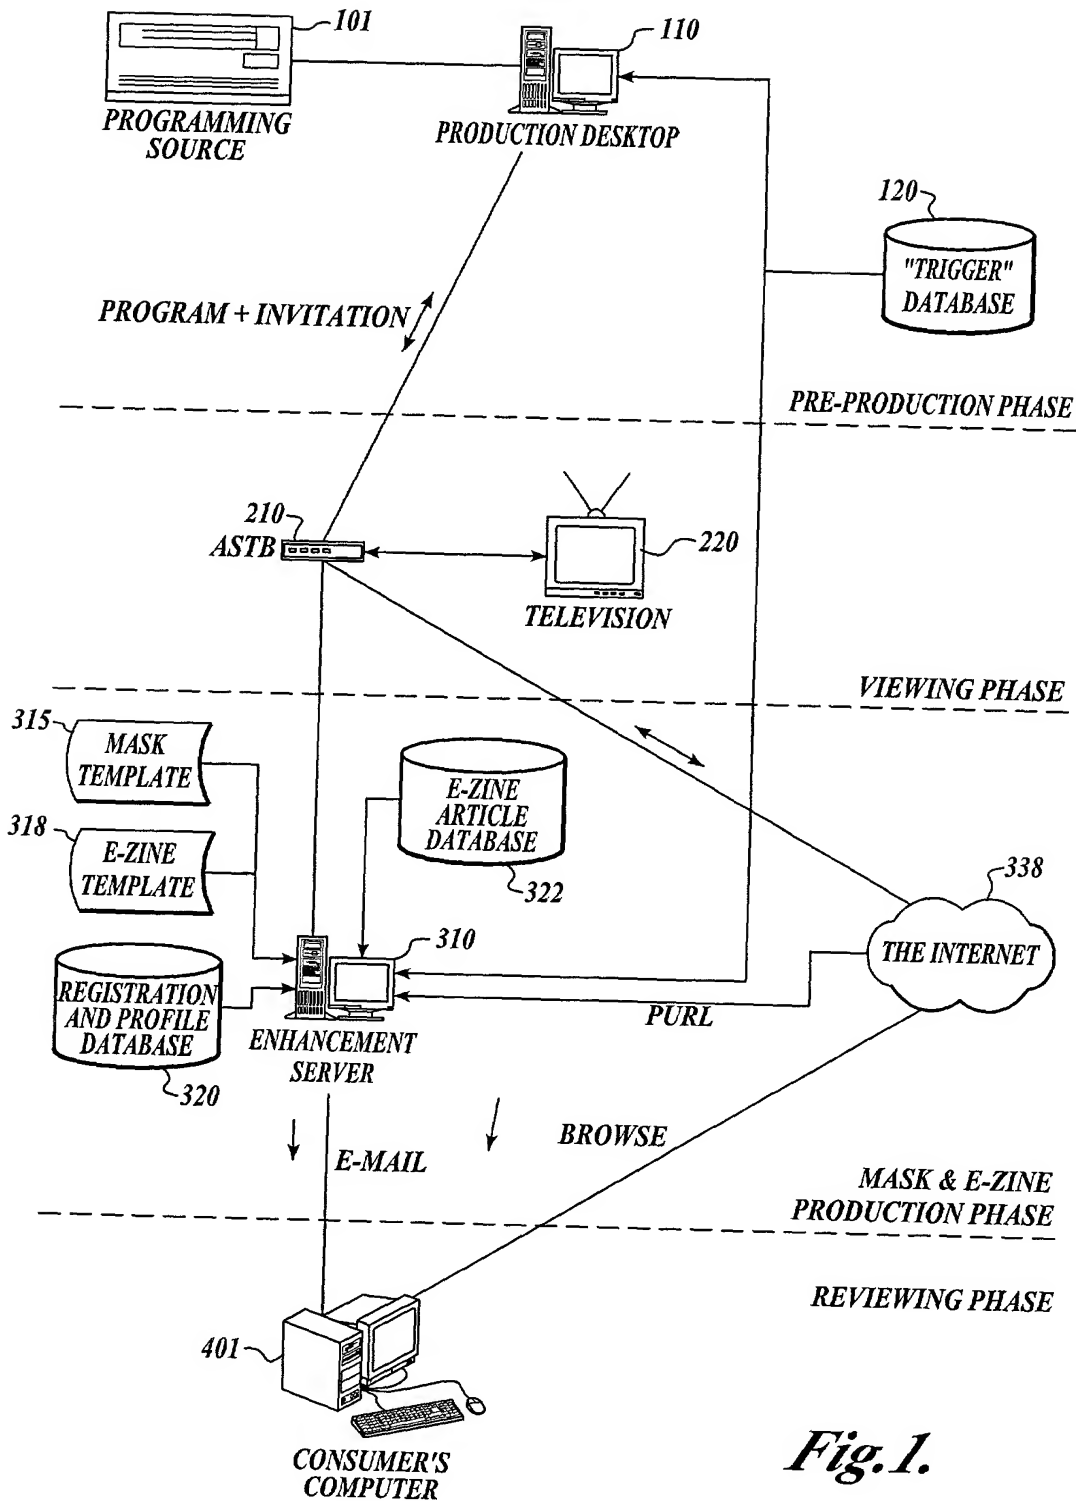 101
PROGRAMMING
SOURCE
110
PRODUCTION DESKTOP
120
"TRIGGER"
DATABASE
PROGRAM + INVITATION
PRE-PRODUCTION PHASE
210
ASTB
220
TELEVISION
VIEWING PHASE
315
MASK
TEMPLATE
318
E-ZINE
TEMPLATE
E-ZINE
ARTICLE
DATABASE
322
338
THE INTERNET
310
REGISTRATION
AND PROFILE
DATABASE
320
ENHANCEMENT
SERVER
PURL
BROWSE
E-MAIL
MASK & E-ZINE
PRODUCTION PHASE
REVIEWING PHASE
401
CONSUMER'S
COMPUTER
Fig.1.